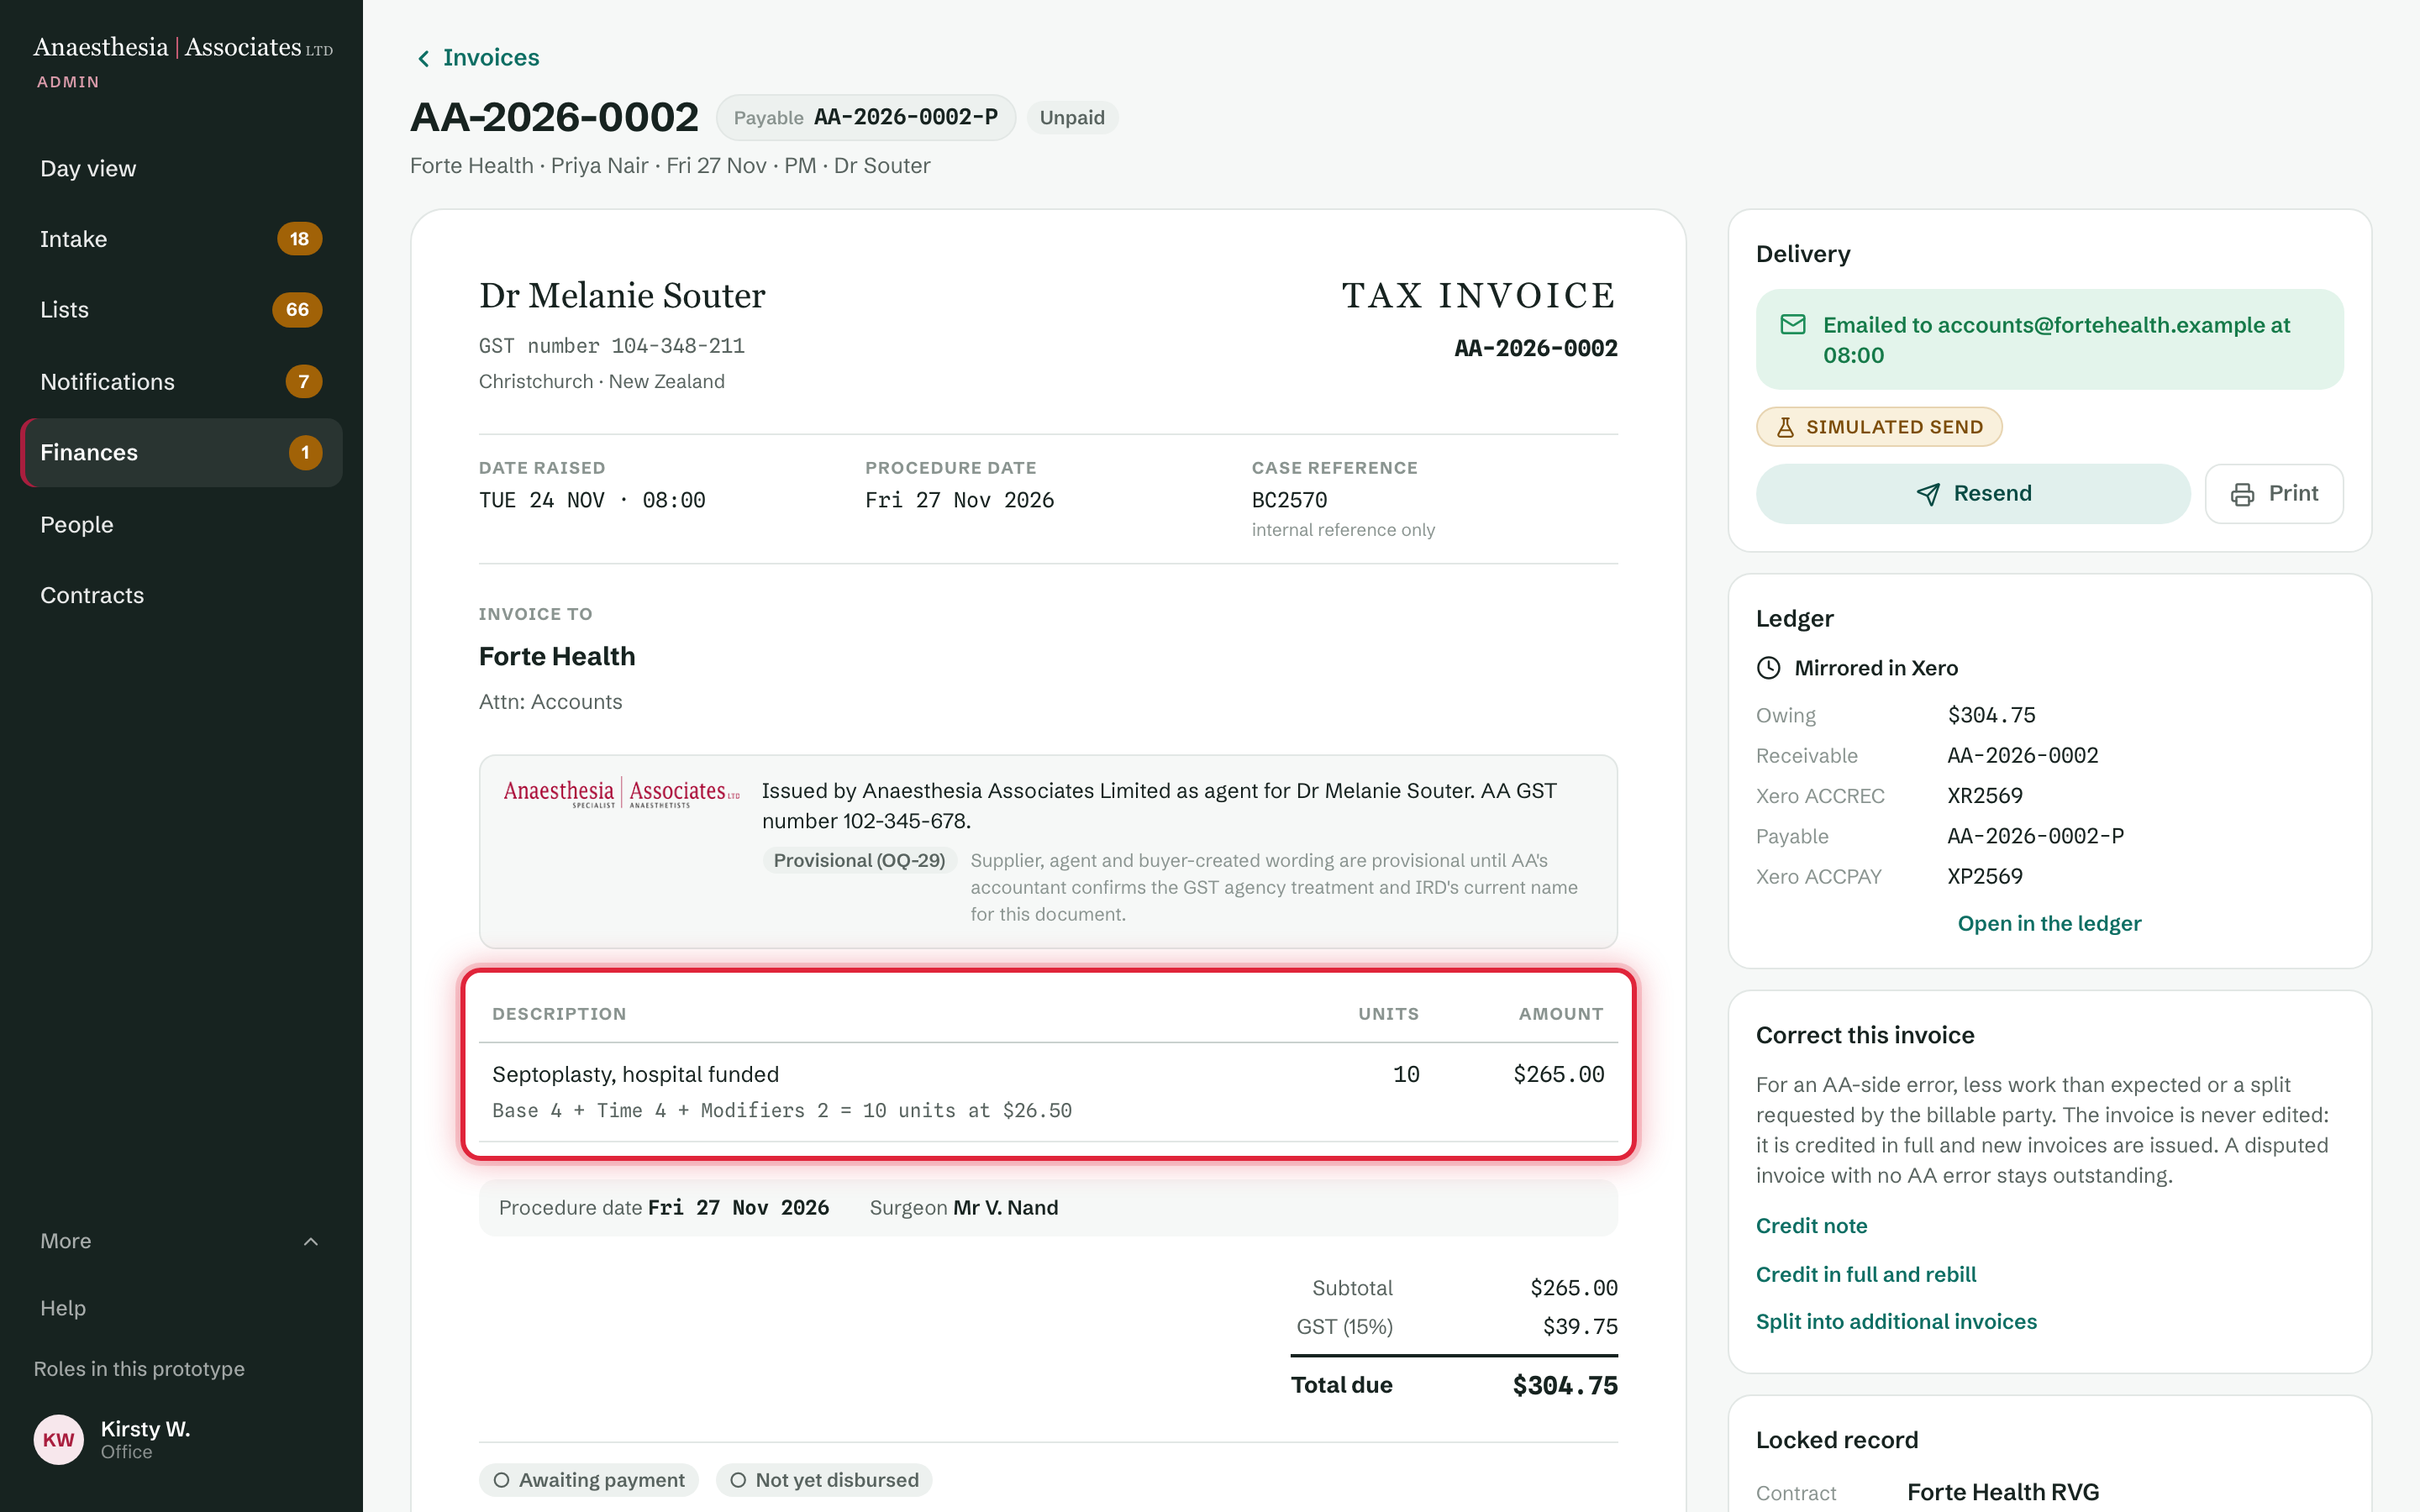 Anaesthesia | Associates LTD
ADMIN
Day view
Intake 18
Lists 66
Notifications 7
Finances 1
People
Contracts
More
Help
Roles in this prototype
KW
Kirsty W.
Office
Invoices
AA-2026-0002 Payable AA-2026-0002-P Unpaid
Forte Health · Priya Nair · Fri 27 Nov · PM · Dr Souter
Dr Melanie Souter
GST number 104-348-211
Christchurch · New Zealand
TAX INVOICE
AA-2026-0002
DATE RAISED
TUE 24 NOV · 08:00
PROCEDURE DATE
Fri 27 Nov 2026
CASE REFERENCE
BC2570
internal reference only
INVOICE TO
Forte Health
Attn: Accounts
Anaesthesia | Associates LTD
SPECIALIST ANAESTHETISTS
Issued by Anaesthesia Associates Limited as agent for Dr Melanie Souter. AA GST
number 102-345-678.
Provisional (OQ-29)
Supplier, agent and buyer-created wording are provisional until AA's
accountant confirms the GST agency treatment and IRD's current name
for this document.
DESCRIPTION UNITS AMOUNT
Septoplasty, hospital funded 10 $265.00
Base 4 + Time 4 + Modifiers 2 = 10 units at $26.50
Procedure date Fri 27 Nov 2026 Surgeon Mr V. Nand
Subtotal $265.00
GST (15%) $39.75
Total due $304.75
Awaiting payment Not yet disbursed
Delivery
Emailed to accounts@fortehealth.example at
08:00
SIMULATED SEND
Resend Print
Ledger
Mirrored in Xero
Owing $304.75
Receivable AA-2026-0002
Xero ACCREC XR2569
Payable AA-2026-0002-P
Xero ACCPAY XP2569
Open in the ledger
Correct this invoice
For an AA-side error, less work than expected or a split
requested by the billable party. The invoice is never edited:
it is credited in full and new invoices are issued. A disputed
invoice with no AA error stays outstanding.
Credit note
Credit in full and rebill
Split into additional invoices
Locked record
Contract Forte Health RVG